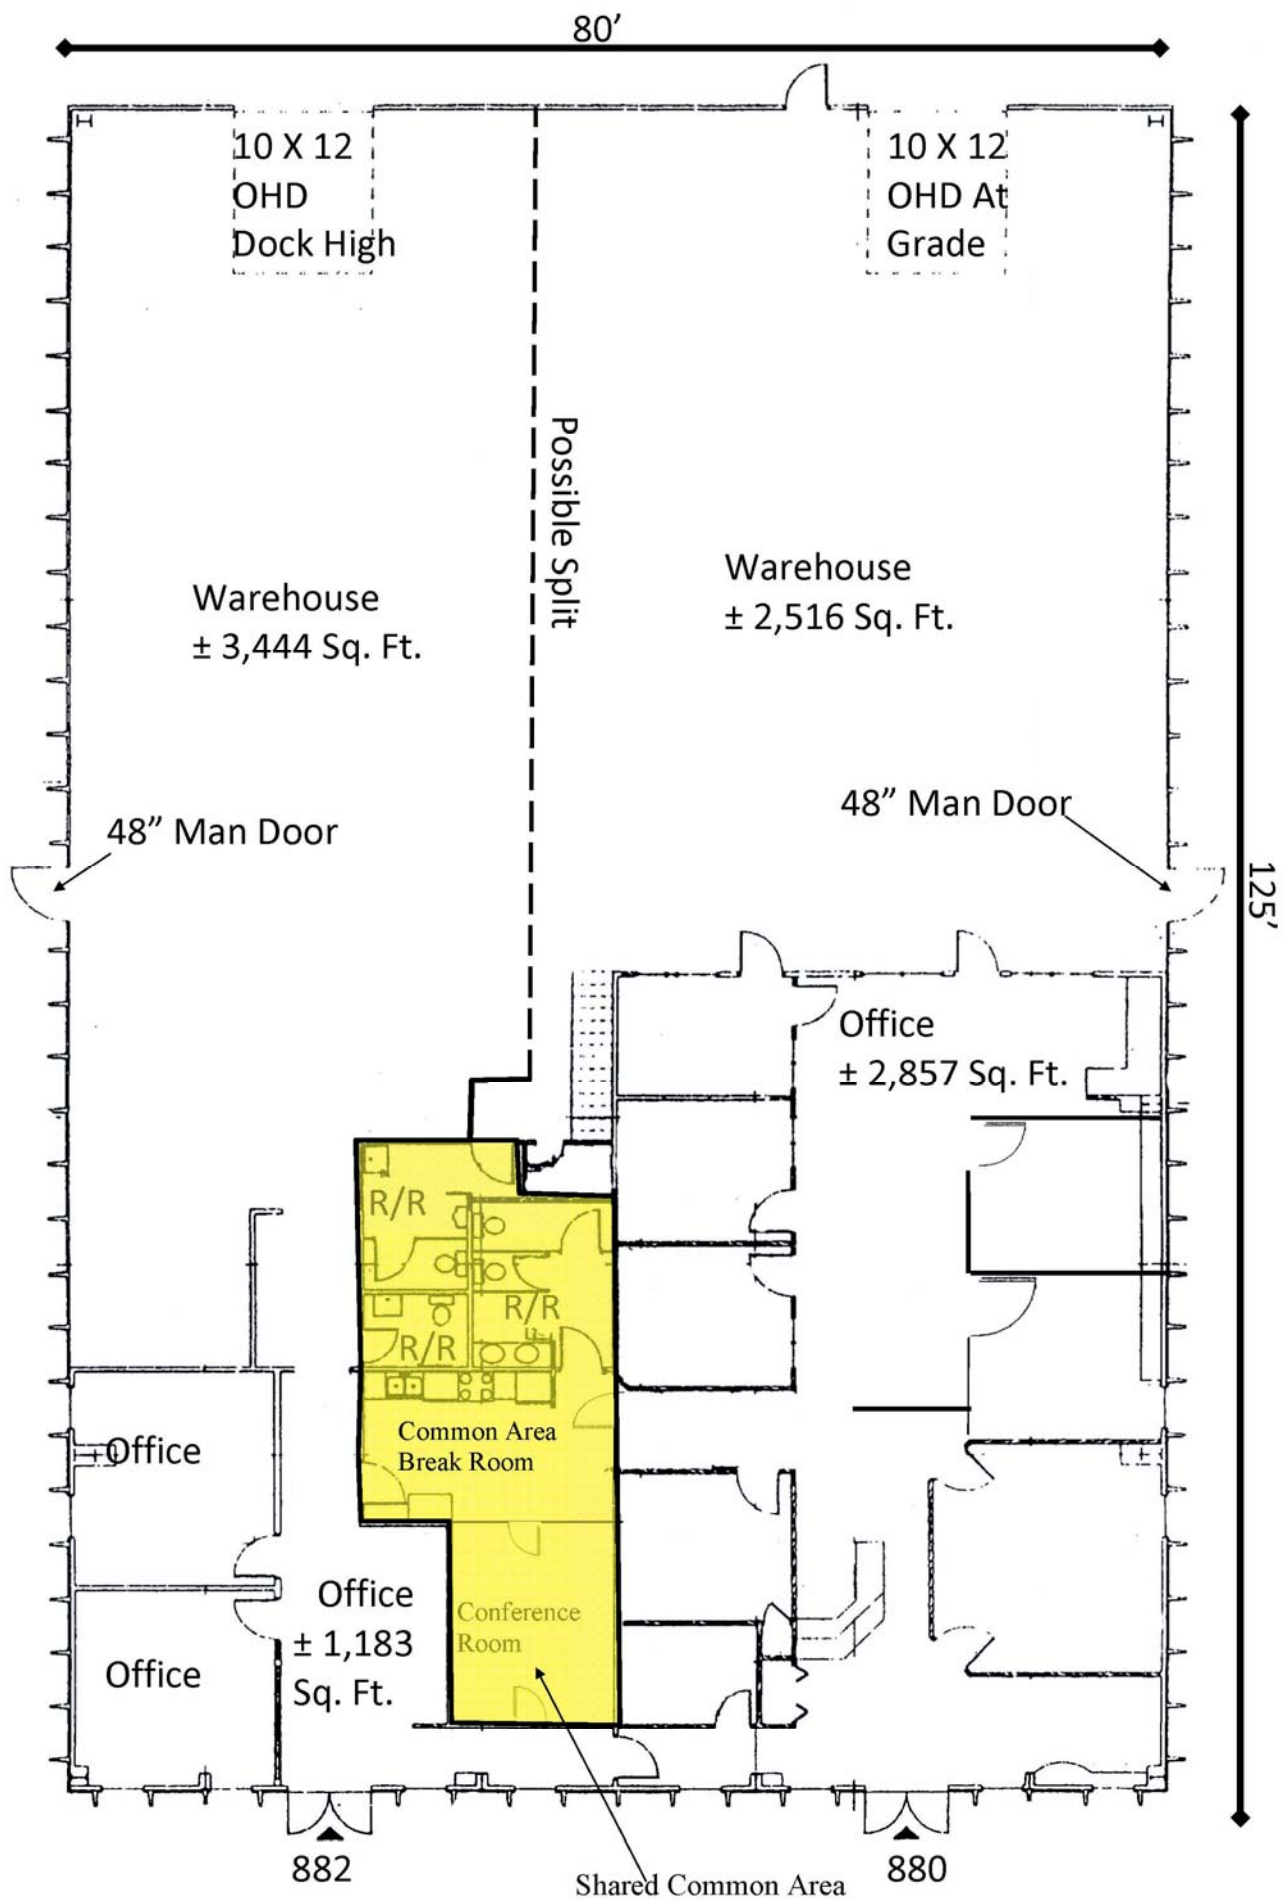 80’
10 X 12
OHD
Dock High
10 X 12
OHD At
Grade
Possible Split
Warehouse
± 3,444 Sq. Ft.
Warehouse
± 2,516 Sq. Ft.
48” Man Door
48” Man Door
125’
Office
± 2,857 Sq. Ft.
R/R
R/R
R/R
Common Area
Break Room
Office
Office
± 1,183
Sq. Ft.
Conference
Room
Office
882
880
Shared Common Area